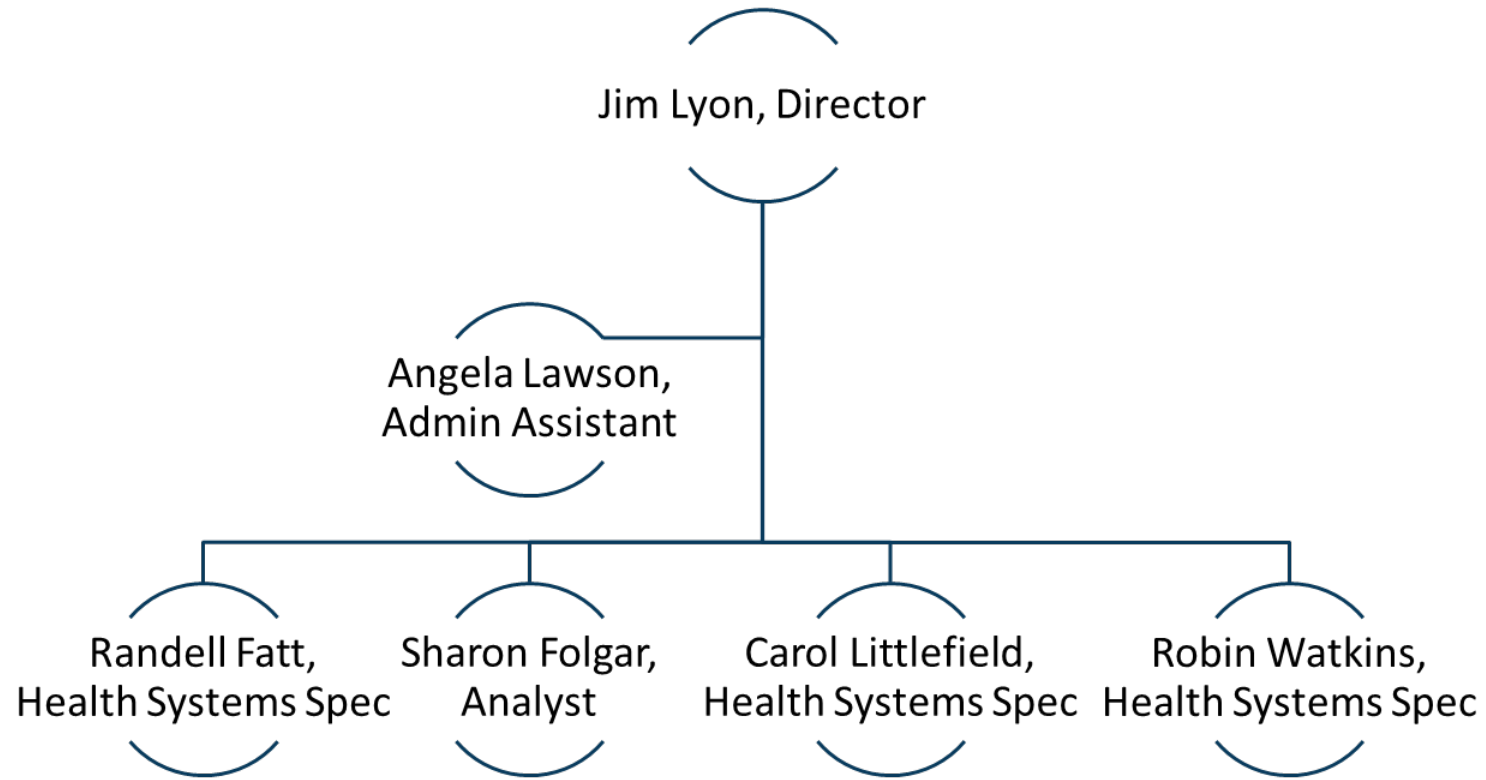 Jim Lyon, Director
Angela Lawson,
Admin Assistant
Randell Fatt,
Health Systems Spec
Sharon Folgar,
Analyst
Carol Littlefield,
Health Systems Spec
Robin Watkins,
Health Systems Spec